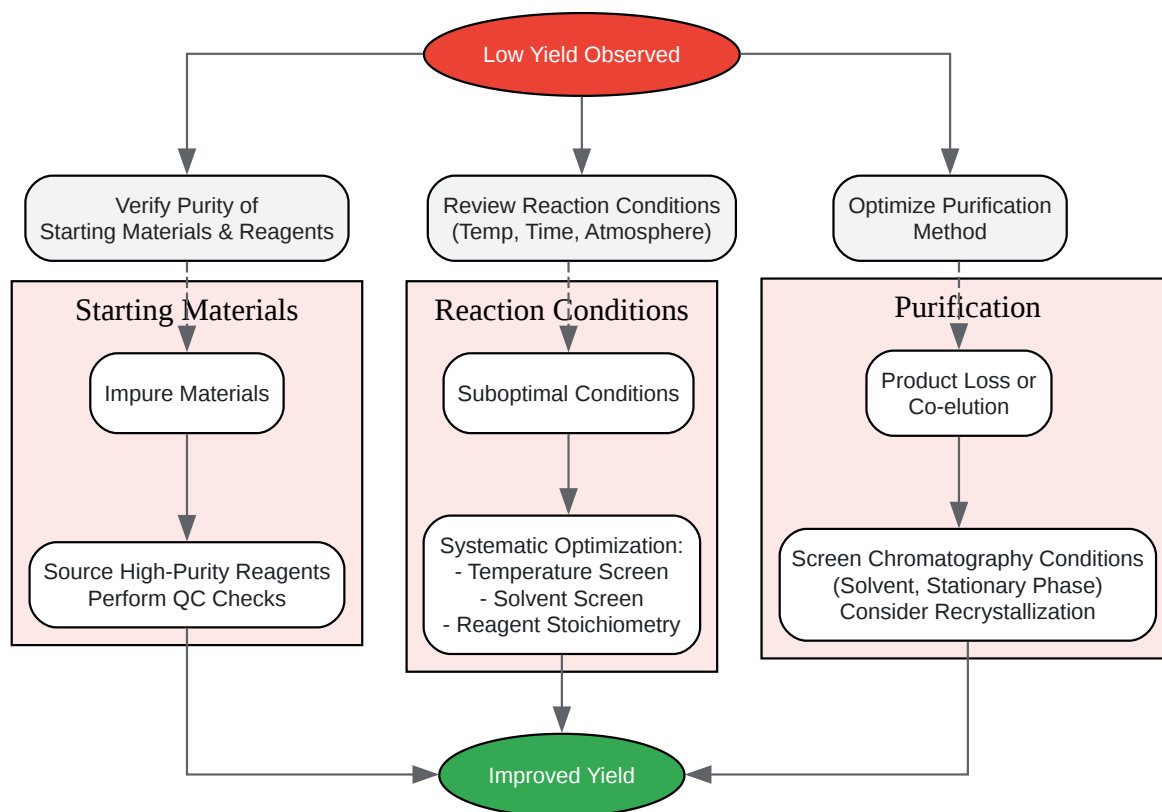 Low Yield Observed
Verify Purity of
Starting Materials & Reagents
Review Reaction Conditions
(Temp, Time, Atmosphere)
Optimize Purification
Method
Starting Materials
Impure Materials
Source High-Purity Reagents
Perform QC Checks
Reaction Conditions
Suboptimal Conditions
Systematic Optimization:
- Temperature Screen
- Solvent Screen
- Reagent Stoichiometry
Purification
Product Loss or
Co-elution
Screen Chromatography Conditions
(Solvent, Stationary Phase)
Consider Recrystallization
Improved Yield